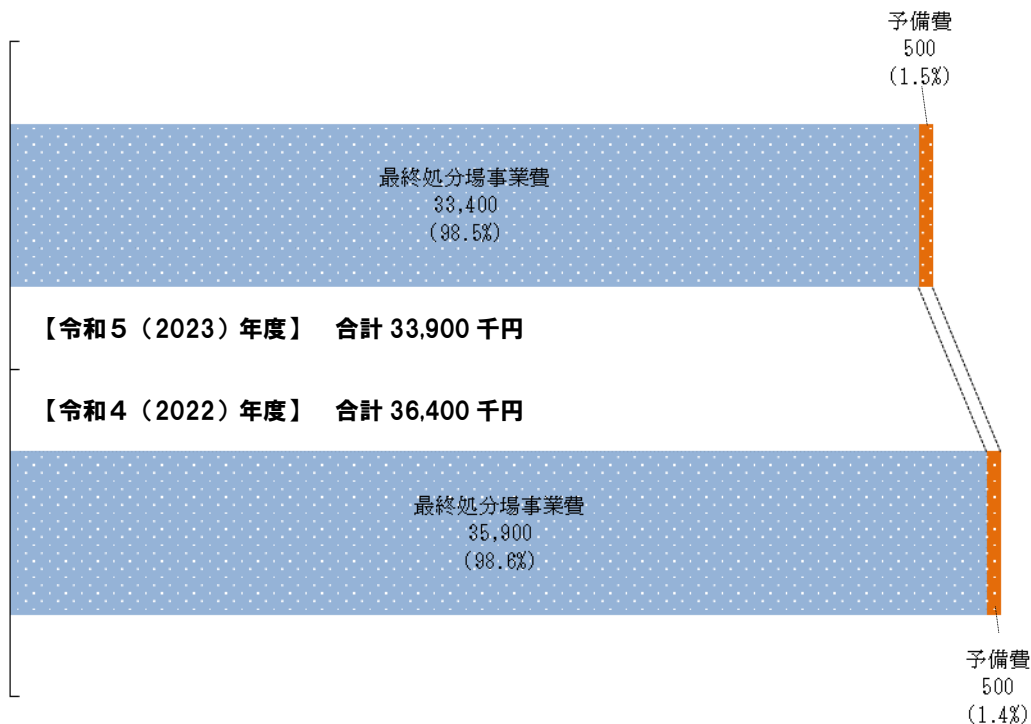 予備費
500
(1.5%)
最終処分場事業費
33,400
(98.5%)
【令和５（2023）年度】　合計 33,900 千円
【令和４（2022）年度】　合計 36,400 千円
最終処分場事業費
35,900
(98.6%)
予備費
500
(1.4%)